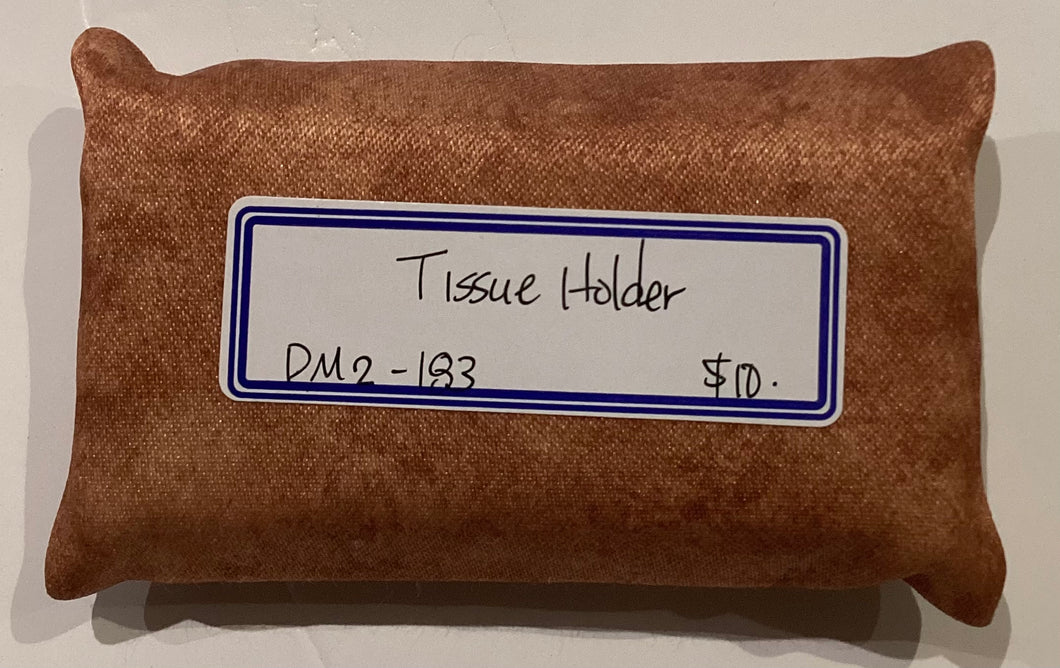 Tissue Holder
DM2-183 $10.